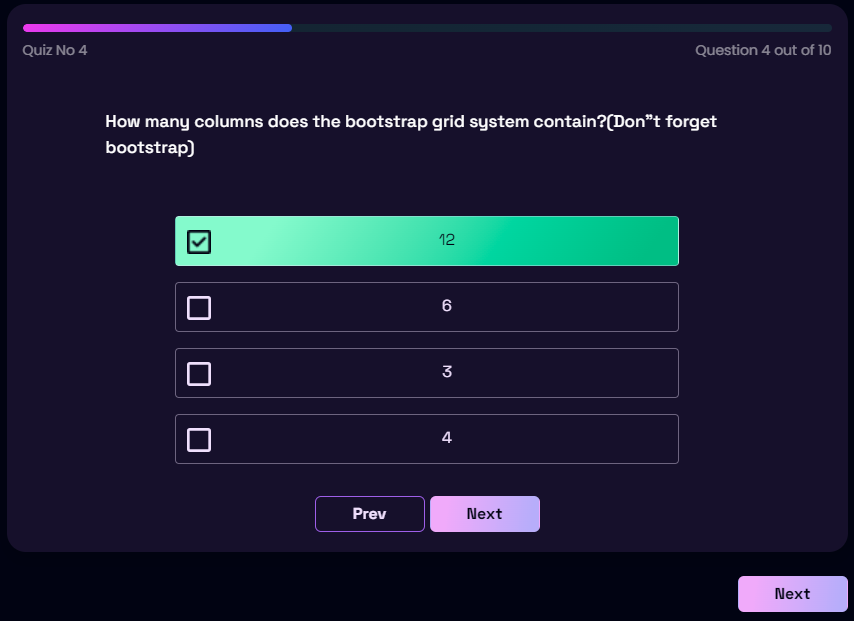 Quiz No 4
Question 4 out of 10
How many columns does the bootstrap grid system contain?(Don”t forget
bootstrap)
12
6
3
4
Prev
Next
Next